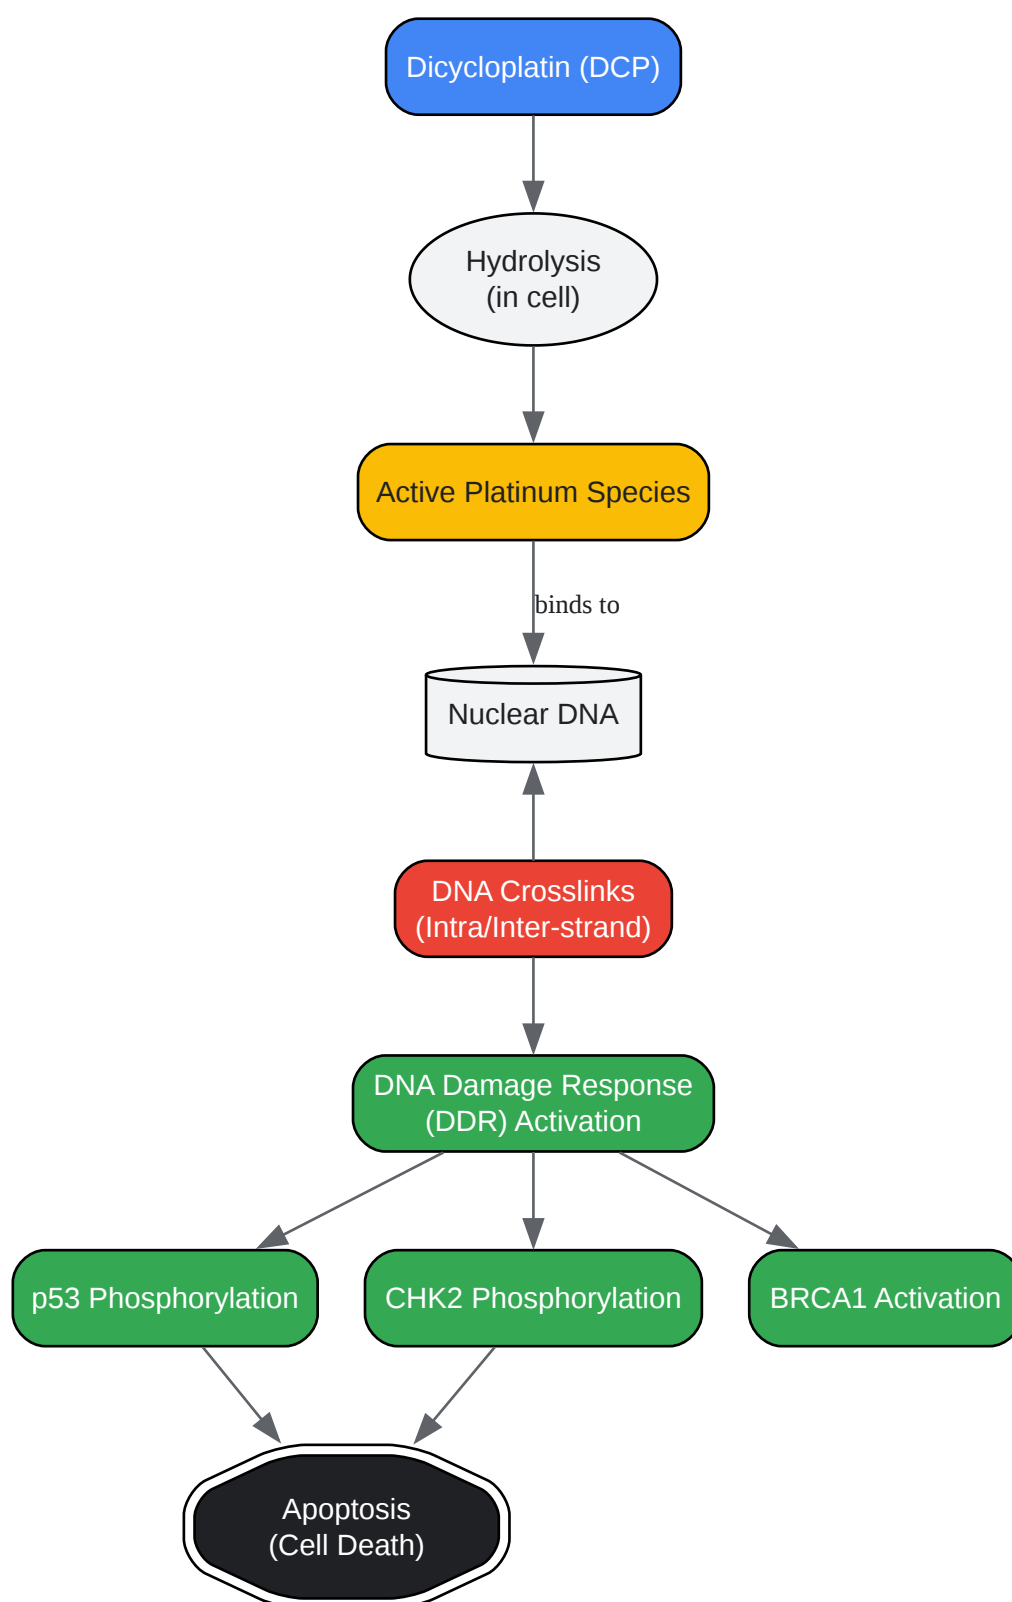 Dicycloplatin (DCP)
Hydrolysis
(in cell)
Active Platinum Species
binds to
Nuclear DNA
DNA Crosslinks
(Intra/Inter-strand)
DNA Damage Response
(DDR) Activation
p53 Phosphorylation
CHK2 Phosphorylation
BRCA1 Activation
Apoptosis
(Cell Death)